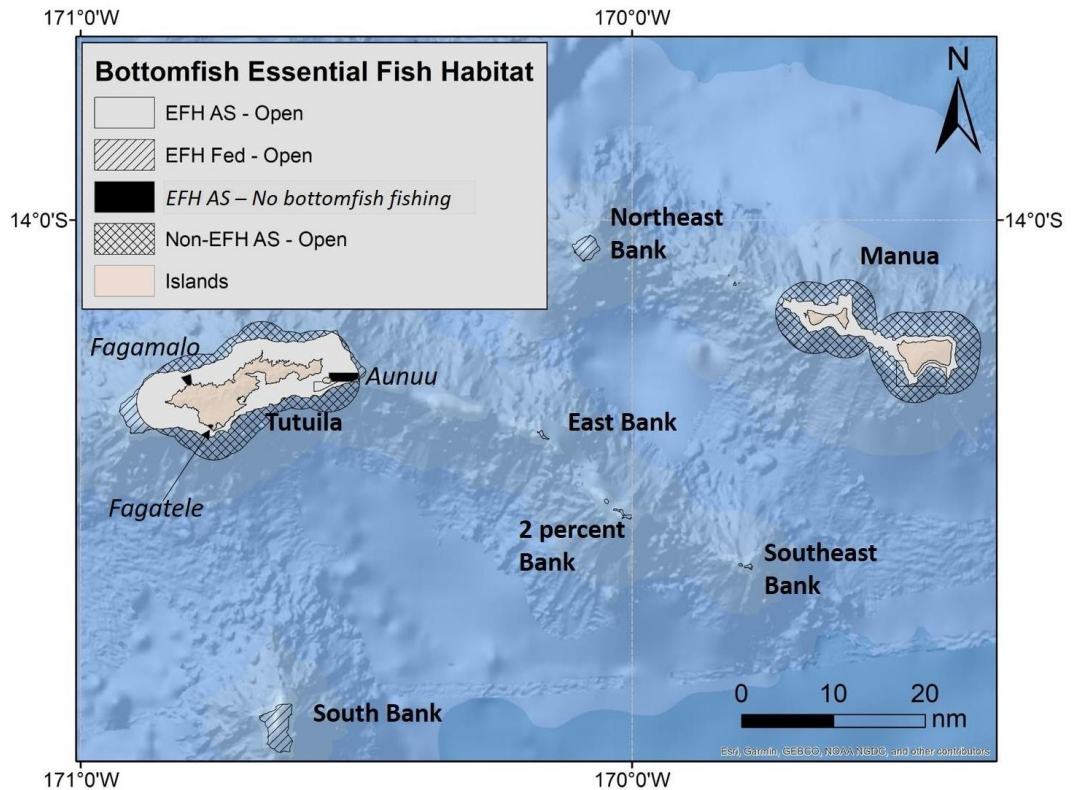 171°0'W
170°0'W
Bottomfish Essential Fish Habitat
EFH AS - Open
EFH Fed - Open
EFH AS – No bottomfish fishing
Non-EFH AS - Open
Islands
N
14°0'S
14°0'S
Northeast
Bank
Manua
Fagamalo
Aunuu
Tutuila
East Bank
Fagatele
2 percent
Bank
Southeast
Bank
South Bank
0
10
20
nm
Esri, Garmin, GEBCO, NOAA NGDC, and other contributors
171°0'W
170°0'W